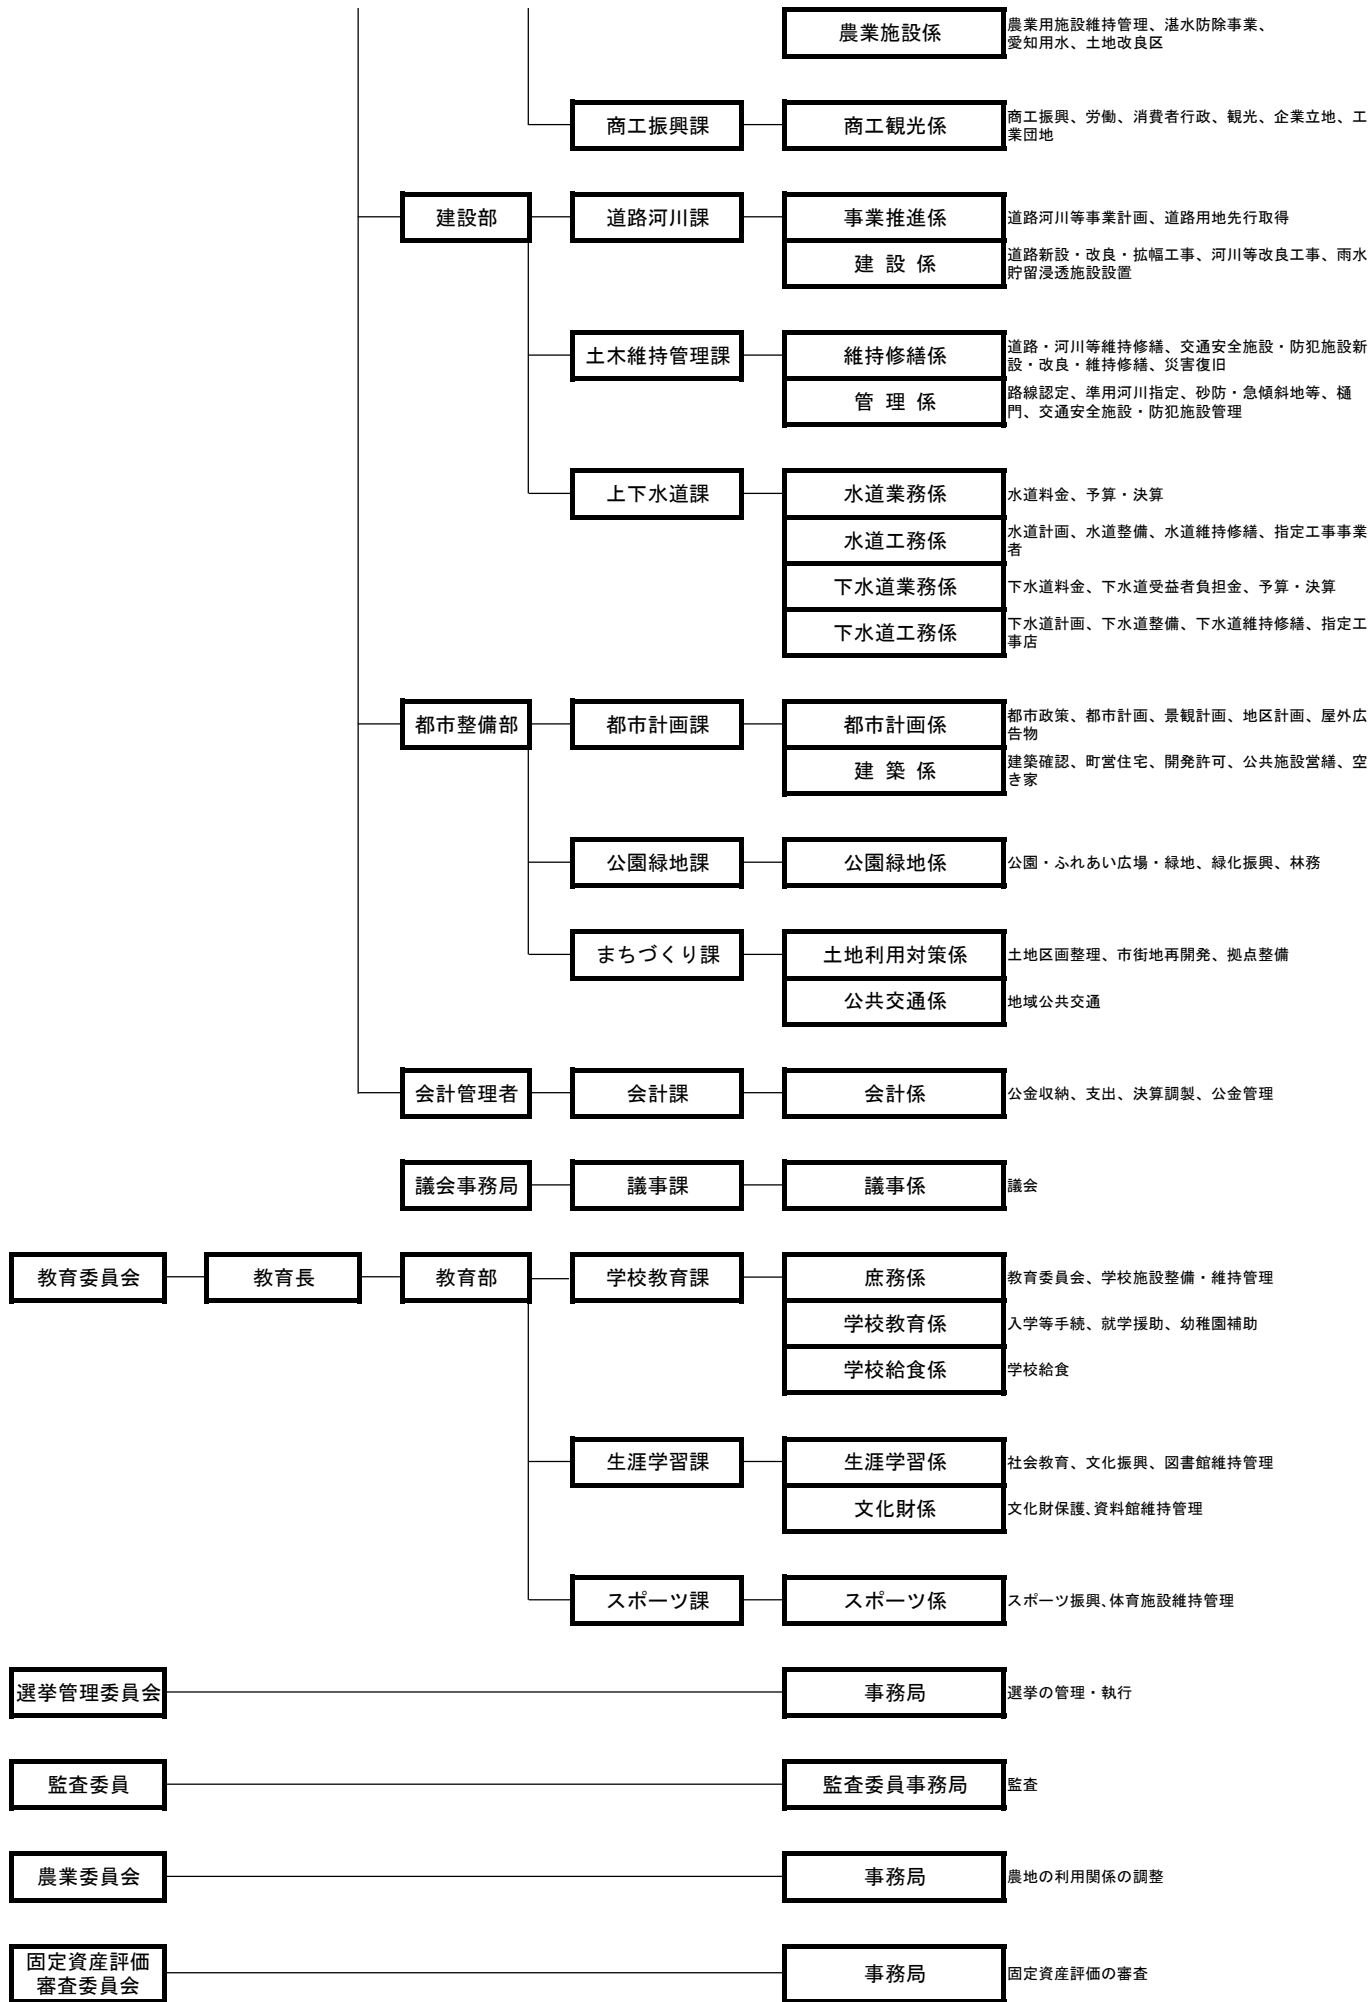 農業施設係
農業用施設維持管理、湛水防除事業、
愛知用水、土地改良区
商工振興課
商工観光係
商工振興、労働、消費者行政、観光、企業立地、工
業団地
建設部
道路河川課
事業推進係
道路河川等事業計画、道路用地先行取得
建 設 係
道路新設・改良・拡幅工事、河川等改良工事、雨水
貯留浸透施設設置
土木維持管理課
維持修繕係
道路・河川等維持修繕、交通安全施設・防犯施設新
設・改良・維持修繕、災害復旧
管 理 係
路線認定、準用河川指定、砂防・急傾斜地等、樋
門、交通安全施設・防犯施設管理
上下水道課
水道業務係
水道料金、予算・決算
水道工務係
水道計画、水道整備、水道維持修繕、指定工事事業
者
下水道業務係
下水道料金、下水道受益者負担金、予算・決算
下水道工務係
下水道計画、下水道整備、下水道維持修繕、指定工
事店
都市整備部
都市計画課
都市計画係
都市政策、都市計画、景観計画、地区計画、屋外広
告物
建 築 係
建築確認、町営住宅、開発許可、公共施設営繕、空
き家
公園緑地課
公園緑地係
公園・ふれあい広場・緑地、緑化振興、林務
まちづくり課
土地利用対策係
土地区画整理、市街地再開発、拠点整備
公共交通係
地域公共交通
会計管理者
会計課
会計係
公金収納、支出、決算調製、公金管理
議会事務局
議事課
議事係
議会
教育委員会
教育長
教育部
学校教育課
庶務係
教育委員会、学校施設整備・維持管理
学校教育係
入学等手続、就学援助、幼稚園補助
学校給食係
学校給食
生涯学習課
生涯学習係
社会教育、文化振興、図書館維持管理
文化財係
文化財保護、資料館維持管理
スポーツ課
スポーツ係
スポーツ振興、体育施設維持管理
選挙管理委員会
事務局
選挙の管理・執行
監査委員
監査委員事務局
監査
農業委員会
事務局
農地の利用関係の調整
固定資産評価
審査委員会
事務局
固定資産評価の審査